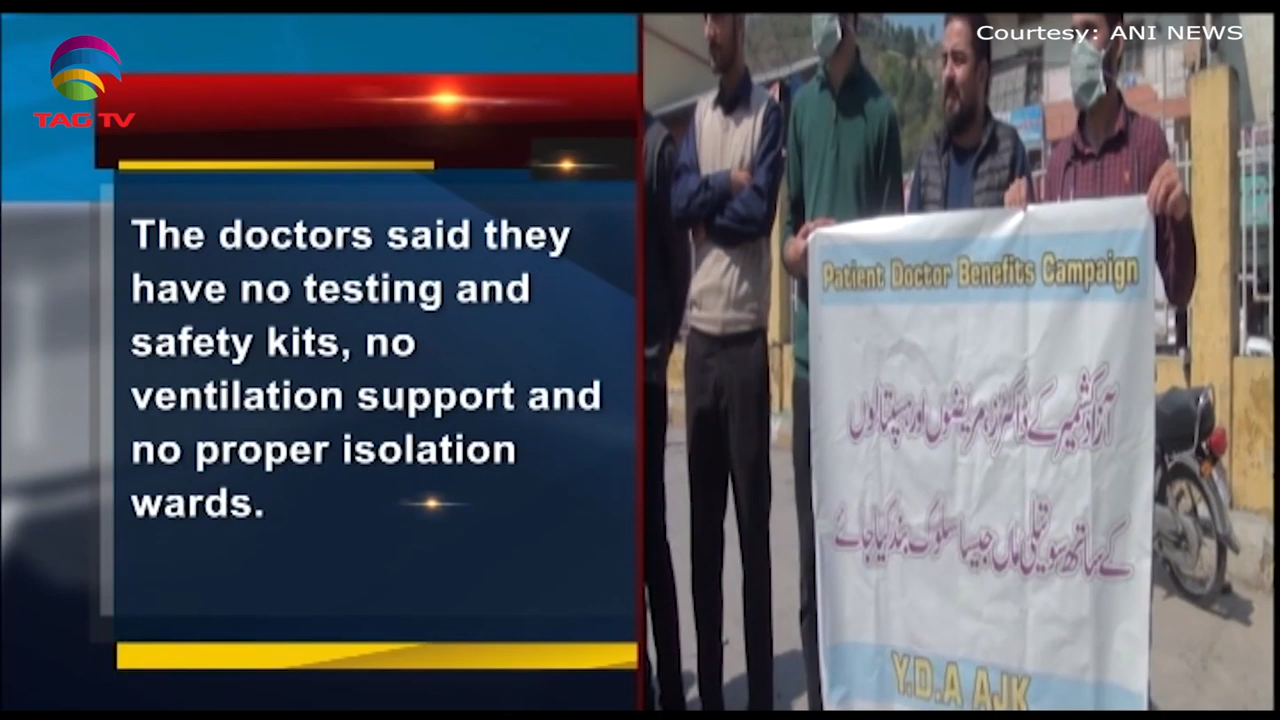 TAG TV
Courtesy: ANI NEWS
The doctors said they
have no testing and
safety kits, no
ventilation support and
no proper isolation
wards.
Patient Doctor Benefits Campaign
آزاد کشمیر کے ڈاکٹرز، مریضوں اور ہسپتالوں
کے ساتھ سوتیلی ماں جیسا سلوک بند کیا جائے
Y.D.A AJK